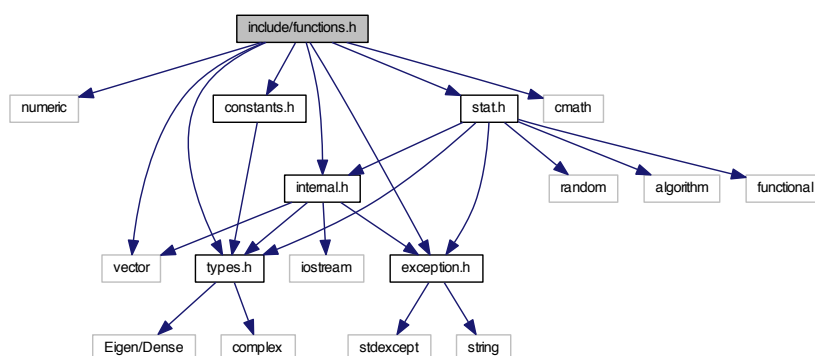 include/functions.h
numeric
constants.h
stat.h
cmath
internal.h
random
algorithm
functional
vector
types.h
iostream
exception.h
Eigen/Dense
complex
stdexcept
string